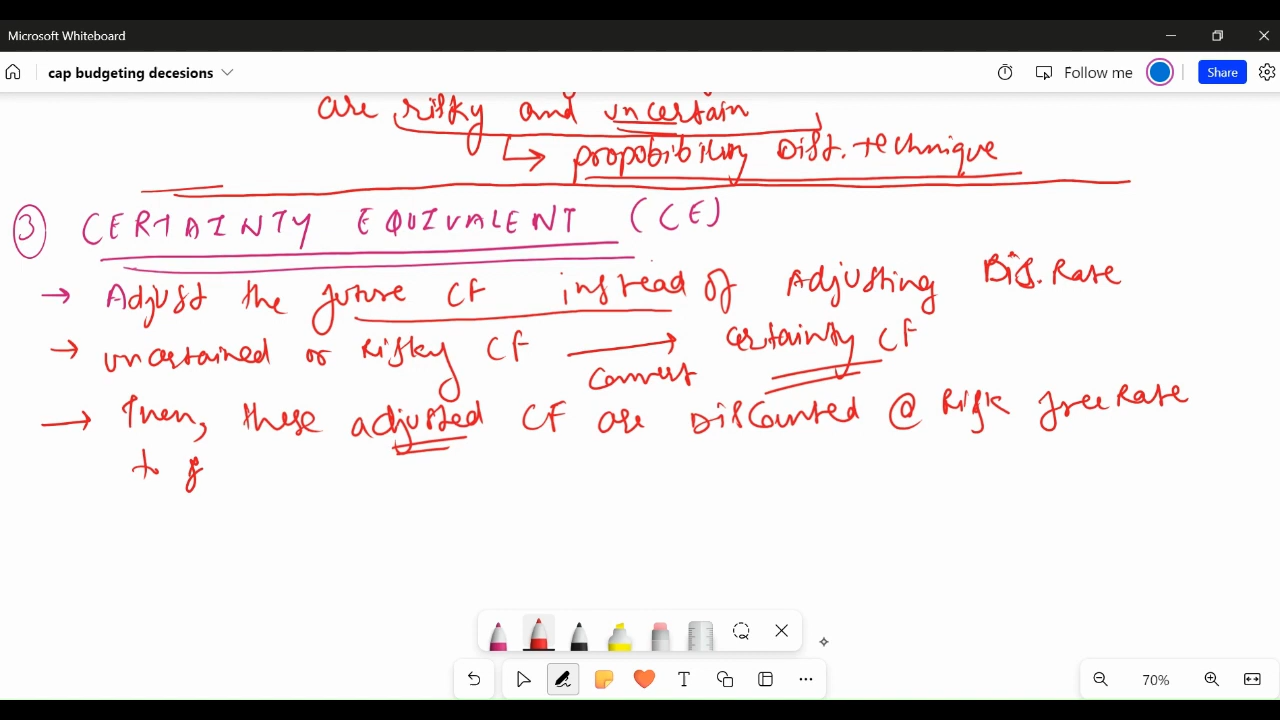 Microsoft Whiteboard
cap budgeting decesions
Follow me
Share
are risky and uncertain
propobibility Dist. technique
3 CERTAINTY EQUIVALENT (CE)
→ Adjust the future CF instead of Adjusting Dis. Rate
→ uncertained or Risky CF → certainty CF
Convert
→ Then, these adjusted CF are Discounted @ Risk free Rate
to g
T
70%